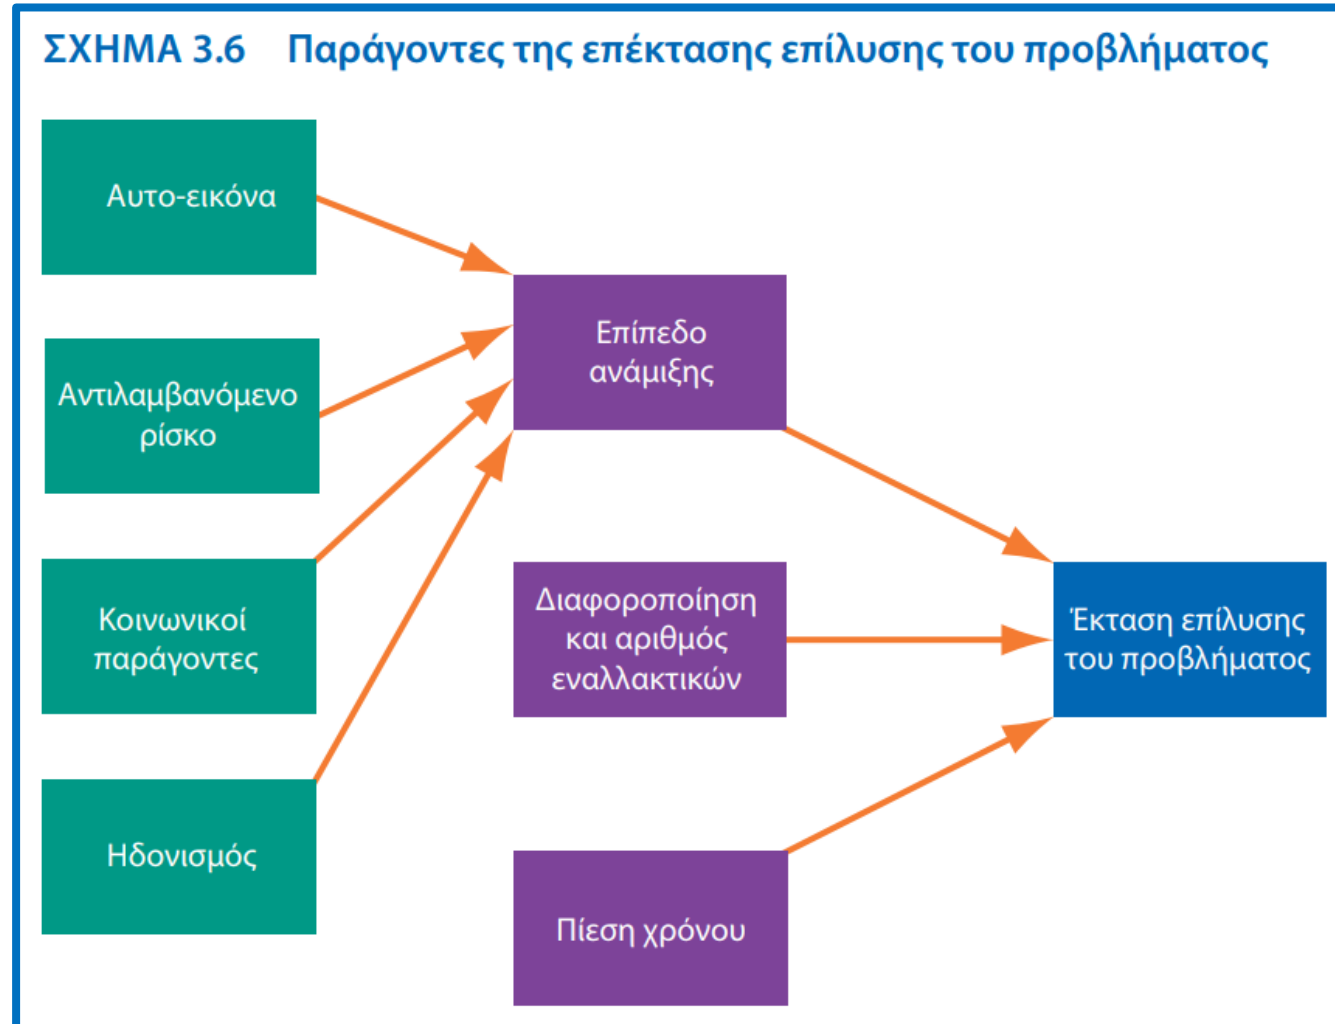 ΣΧΗΜΑ 3.6 Παράγοντες της επέκτασης επίλυσης του προβλήματος
Αυτο-εικόνα
Αντιλαμβανόμενο
ρίσκο
Κοινωνικοί
παράγοντες
Ηδονισμός
Επίπεδο
ανάμιξης
Διαφοροποίηση
και αριθμός
εναλλακτικών
Πίεση χρόνου
Έκταση επίλυσης
του προβλήματος